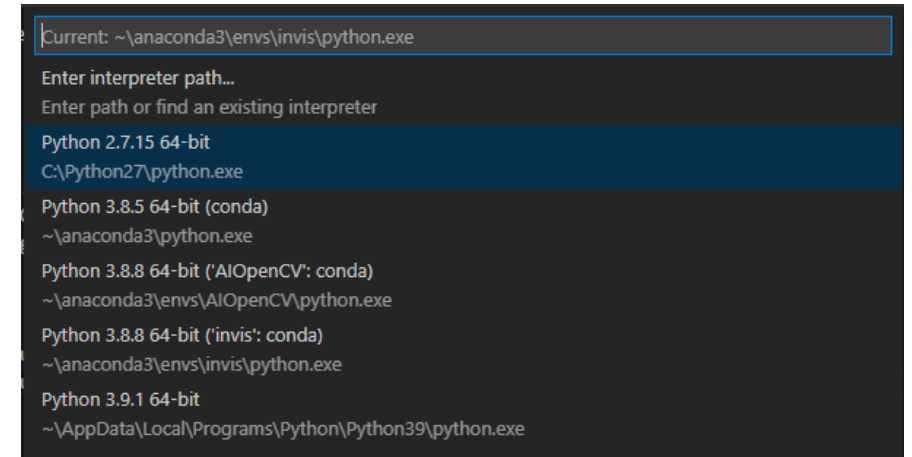 Current: ~\anaconda3\envs\invis\python.exe
Enter interpreter path...
Enter path or find an existing interpreter
Python 2.7.15 64-bit
C:\Python27\python.exe
Python 3.8.5 64-bit (conda)
~\anaconda3\python.exe
Python 3.8.8 64-bit ('AIOpenCV': conda)
~\anaconda3\envs\AIOpenCV\python.exe
Python 3.8.8 64-bit ('invis': conda)
~\anaconda3\envs\invis\python.exe
Python 3.9.1 64-bit
~\AppData\Local\Programs\Python\Python39\python.exe